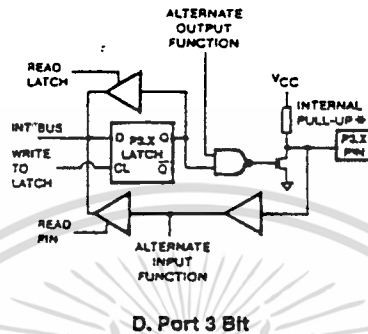 ALTERNATE
OUTPUT
FUNCTION
READ
LATCH
VCC
INTERNAL
PULL-UP *
INT BUS
D P3.X Q
LATCH
P3.X
PIN
WRITE
TO
LATCH
CL Q̅
READ
PIN
ALTERNATE
INPUT
FUNCTION
D. Port 3 Bit